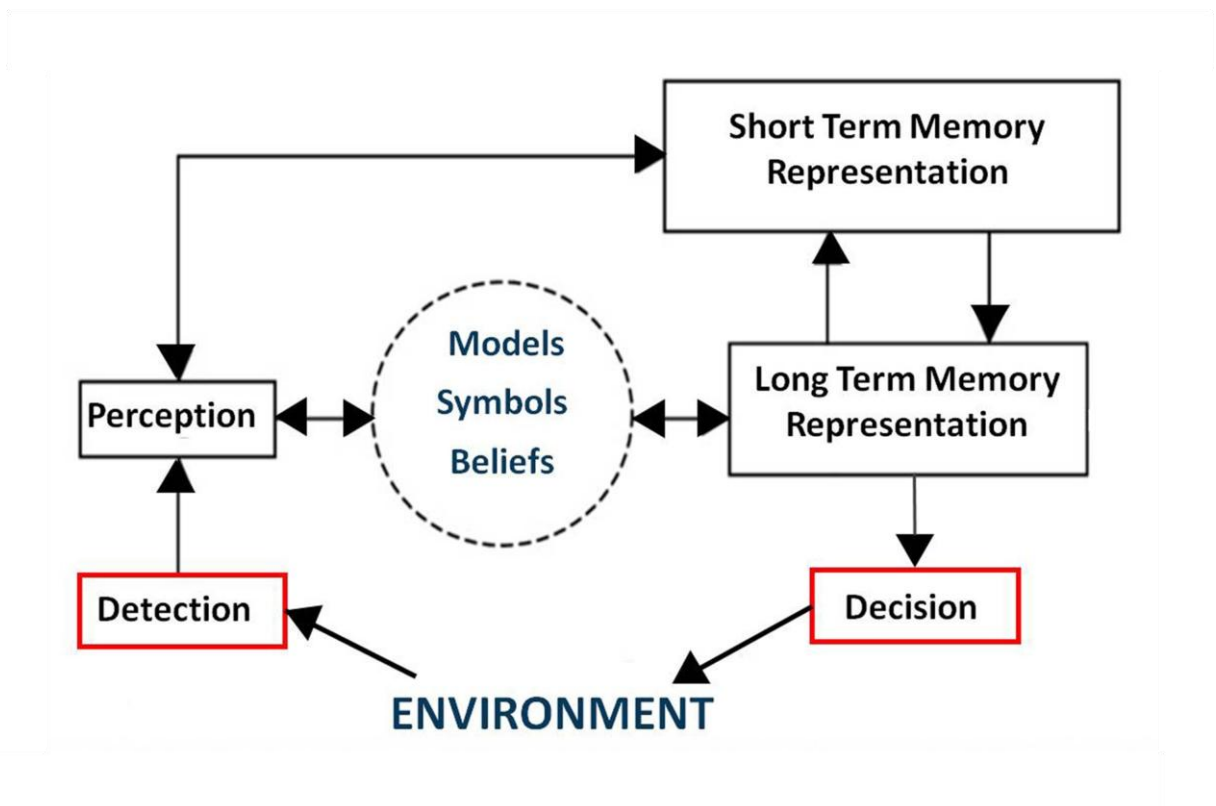 Short Term Memory
Representation
Models
Symbols
Beliefs
Long Term Memory
Representation
Perception
Detection
Decision
ENVIRONMENT